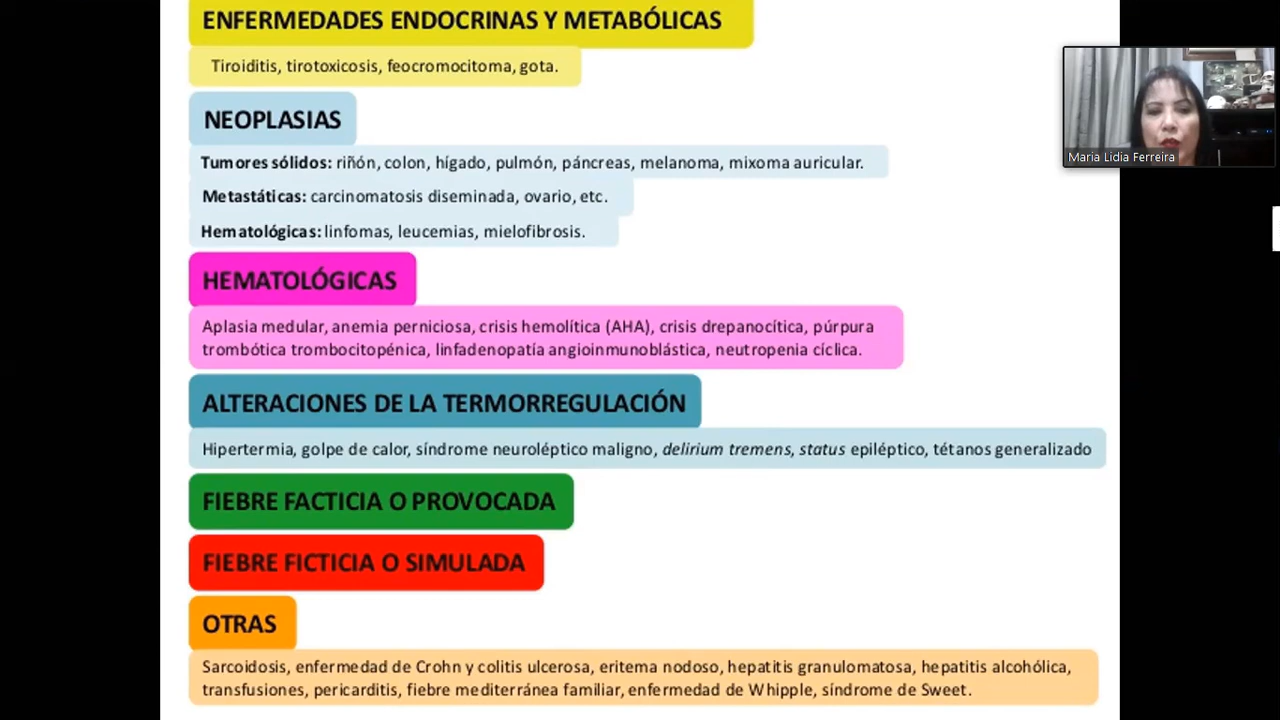 ENFERMEDADES ENDOCRINAS Y METABÓLICAS
Tiroiditis, tirotoxicosis, feocromocitoma, gota.
Maria Lidia Ferreira
NEOPLASIAS
Tumores sólidos: riñón, colon, hígado, pulmón, páncreas, melanoma, mixoma auricular.
Metastáticas: carcinomatosis diseminada, ovario, etc.
Hematológicas: linfomas, leucemias, mielofibrosis.
HEMATOLÓGICAS
Aplasia medular, anemia perniciosa, crisis hemolítica (AHA), crisis drepanocítica, púrpura
trombótica trombocitopénica, linfadenopatía angioinmunoblástica, neutropenia cíclica.
ALTERACIONES DE LA TERMORREGULACIÓN
Hipertermia, golpe de calor, síndrome neuroléptico maligno, delirium tremens, status epiléptico, tétanos generalizado
FIEBRE FACTICIA O PROVOCADA
FIEBRE FICTICIA O SIMULADA
OTRAS
Sarcoidosis, enfermedad de Crohn y colitis ulcerosa, eritema nodoso, hepatitis granulomatosa, hepatitis alcohólica,
transfusiones, pericarditis, fiebre mediterránea familiar, enfermedad de Whipple, síndrome de Sweet.